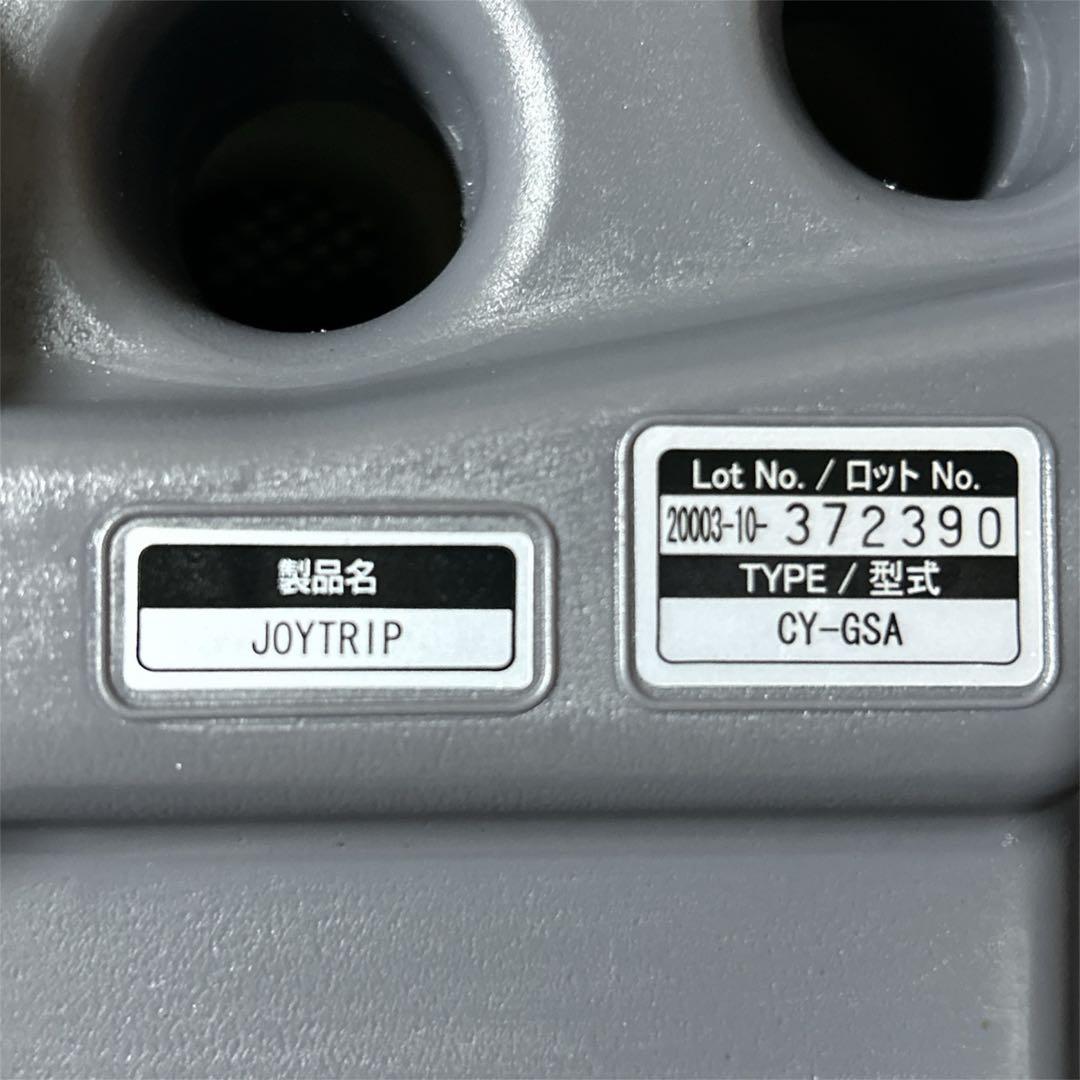 製品名
JOYTRIP
Lot No. / ロット No.
20003-10- 372390
TYPE / 型式
CY-GSA